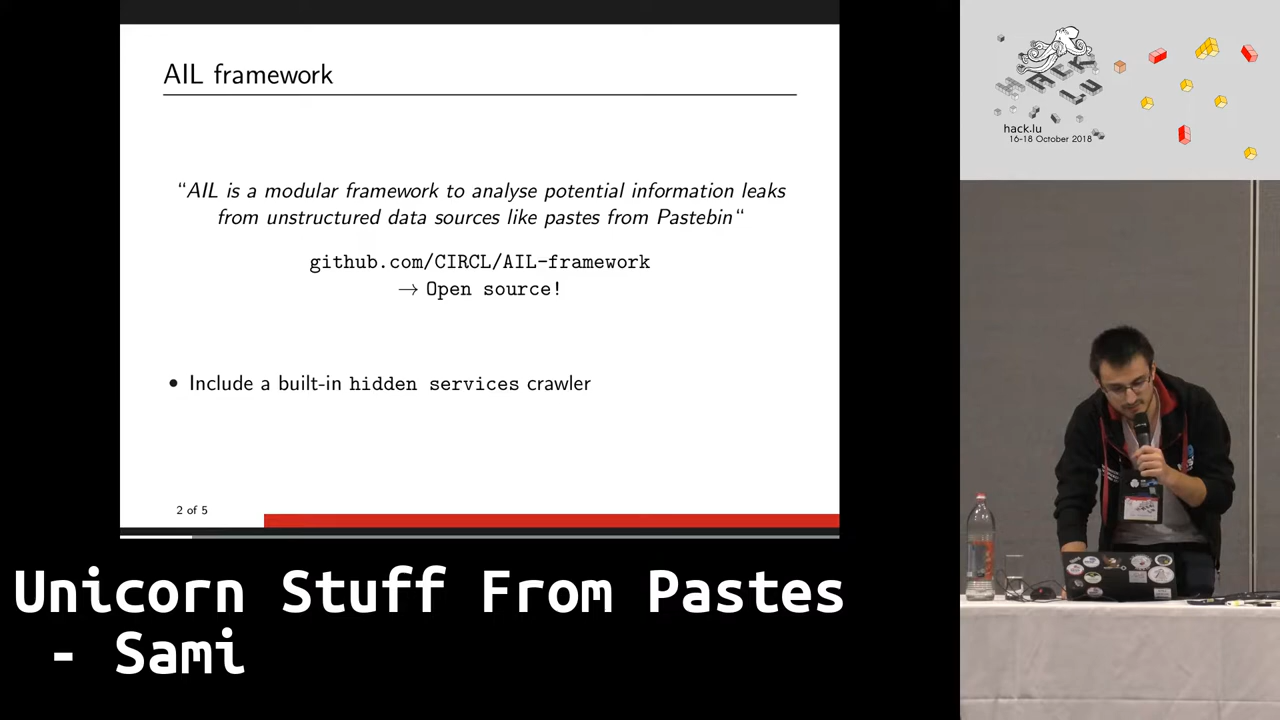 AIL framework
“AIL is a modular framework to analyse potential information leaks
from unstructured data sources like pastes from Pastebin“
github.com/CIRCL/AIL-framework
→ Open source!
• Include a built-in hidden services crawler
2 of 5
Unicorn Stuff From Pastes
- Sami
HACK
LU
hack.lu
16-18 October 2018